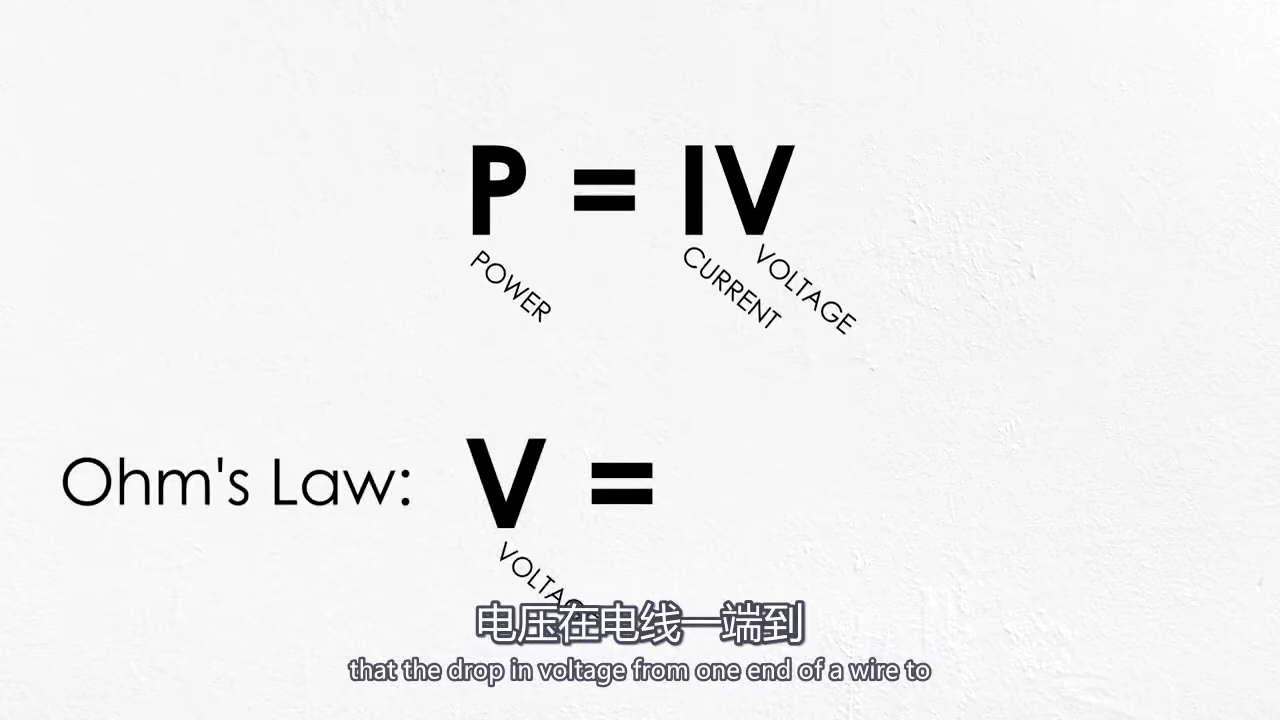 P = IV
POWER
CURRENT
VOLTAGE
Ohm's Law: V =
电压在电线一端到
that the drop in voltage from one end of a wire to